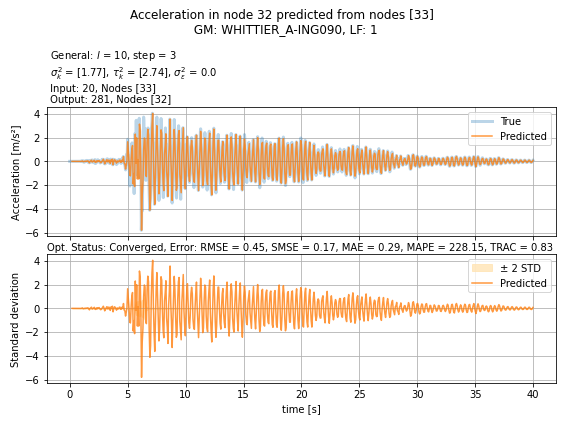 Acceleration in node 32 predicted from nodes [33]
GM: WHITTIER_A-ING090, LF: 1
General: l = 10, step = 3
σ²ₖ = [1.77], τ²ₖ = [2.74], σ²ε = 0.0
Input: 20, Nodes [33]
Output: 281, Nodes [32]
4
2
0
−2
−4
−6
Acceleration [m/s²]
True
Predicted
Opt. Status: Converged, Error: RMSE = 0.45, SMSE = 0.17, MAE = 0.29, MAPE = 228.15, TRAC = 0.83
4
2
0
−2
−4
−6
Standard deviation
± 2 STD
Predicted
0 5 10 15 20 25 30 35 40
time [s]